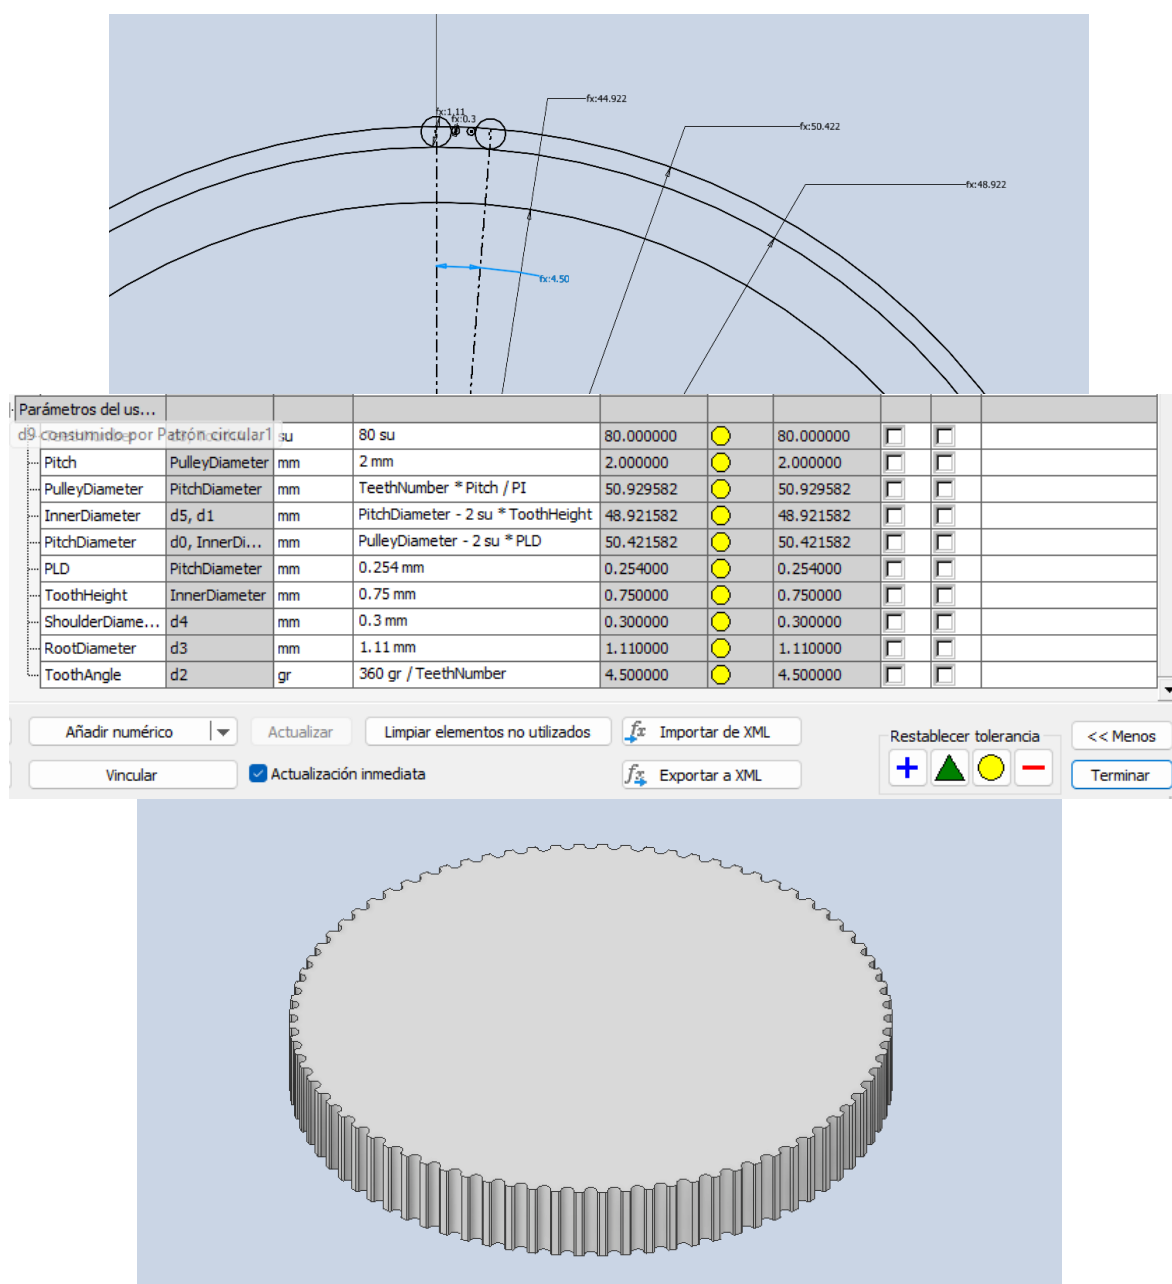 fx:44.922
fx:1.11
fx:0.3
fx:50.422
fx:48.922
fx:4.50
Parámetros del us...
d9 construido por Patrón circular1 su 80 su 80.000000 80.000000
Pitch PulleyDiameter mm 2 mm 2.000000 2.000000
PulleyDiameter PitchDiameter mm TeethNumber * Pitch / PI 50.929582 50.929582
InnerDiameter d5, d1 mm PitchDiameter - 2 su * ToothHeight 48.921582 48.921582
PitchDiameter d0, InnerDi... mm PulleyDiameter - 2 su * PLD 50.421582 50.421582
PLD PitchDiameter mm 0.254 mm 0.254000 0.254000
ToothHeight InnerDiameter mm 0.75 mm 0.750000 0.750000
ShoulderDiame... d4 mm 0.3 mm 0.300000 0.300000
RootDiameter d3 mm 1.11 mm 1.110000 1.110000
ToothAngle d2 gr 360 gr / TeethNumber 4.500000 4.500000
Añadir numérico Actualizar Limpiar elementos no utilizados fx Importar de XML Restablecer tolerancia << Menos
Vincular Actualización inmediata fx Exportar a XML Terminar